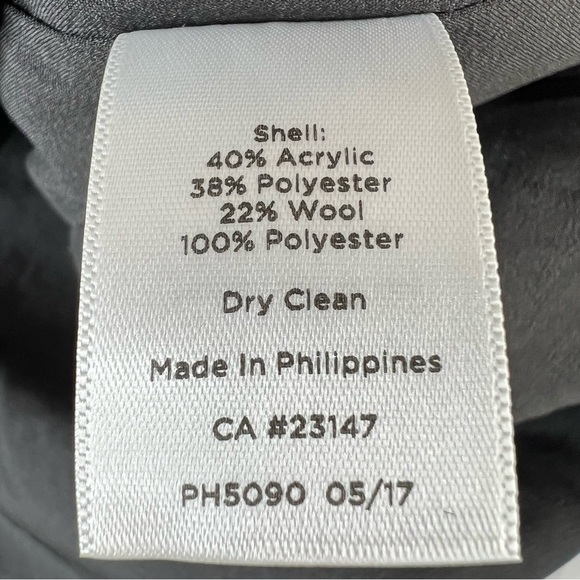 Shell:
40% Acrylic
38% Polyester
22% Wool
100% Polyester
Dry Clean
Made In Philippines
CA #23147
PH5090 05/17